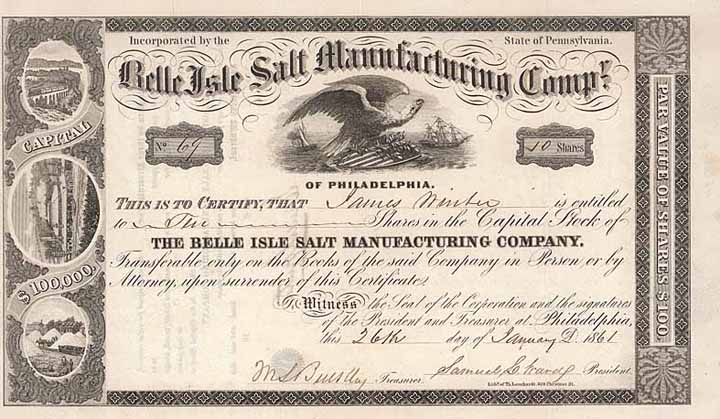 Incorporated by the State of Pennsylvania.
Belle Isle Salt Manufacturing Compy.
No 69
10 Shares
OF PHILADELPHIA.
THIS IS TO CERTIFY, THAT James Winter is entitled
to Ten Shares in the Capital Stock of
THE BELLE ISLE SALT MANUFACTURING COMPANY.
Transferable only on the Books of the said Company in Person, or by
Attorney, upon surrender of this Certificate.
In Witness the Seal of the Corporation and the signatures
of the President and Treasurer at Philadelphia,
this 26th day of January 1861
Treasurer.
Samuel President.
CAPITAL
$100,000.
PAR VALUE OF SHARES $100.